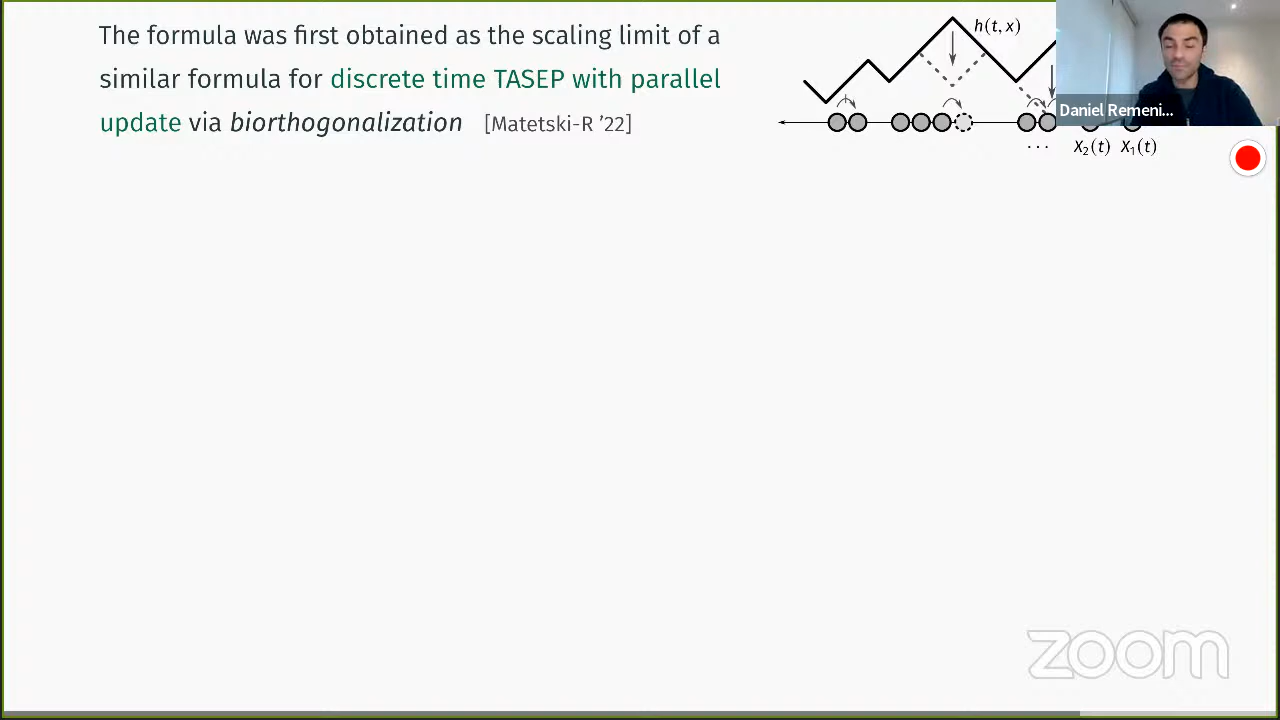 The formula was first obtained as the scaling limit of a
similar formula for discrete time TASEP with parallel
update via biorthogonalization [Matetski-R ’22]
h(t, x)
Daniel Remeni...
··· X₂(t) X₁(t)
zoom